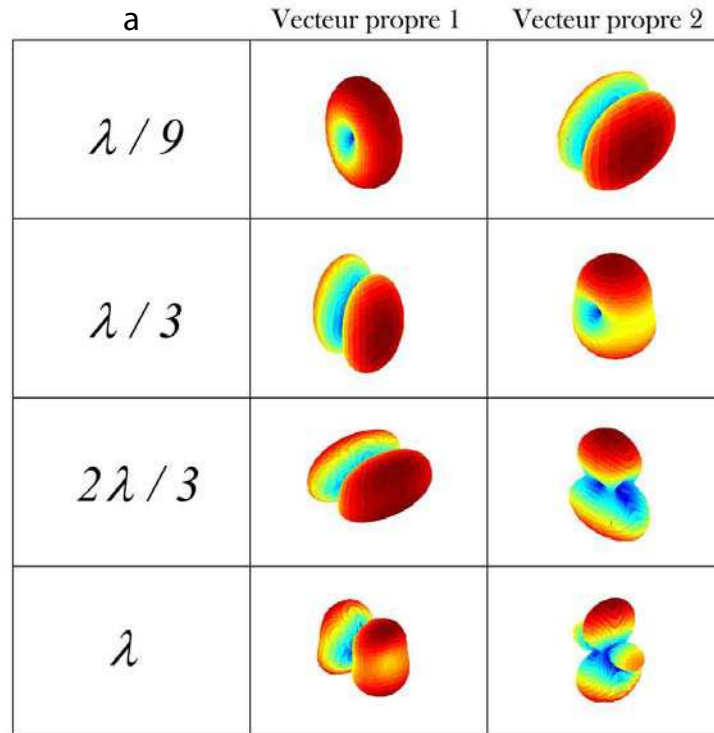 a Vecteur propre 1 Vecteur propre 2
λ / 9
λ / 3
2λ / 3
λ